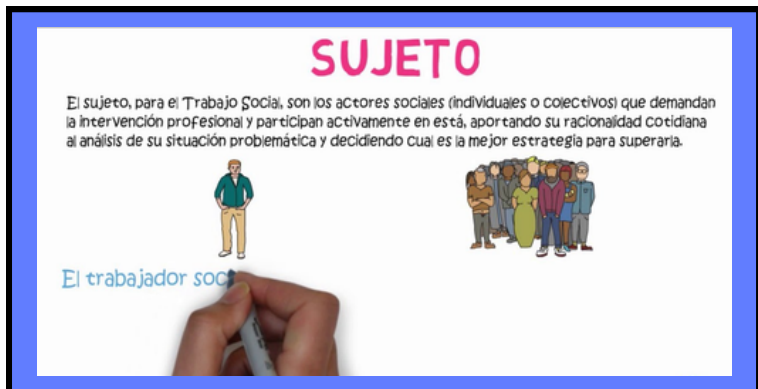 SUJETO
El sujeto, para el Trabajo Social, son los actores sociales (individuales o colectivos) que demandan
la intervención profesional y participan activamente en está, aportando su racionalidad cotidiana
al análisis de su situación problemática y decidiendo cual es la mejor estrategia para superarla.
El trabajador soc